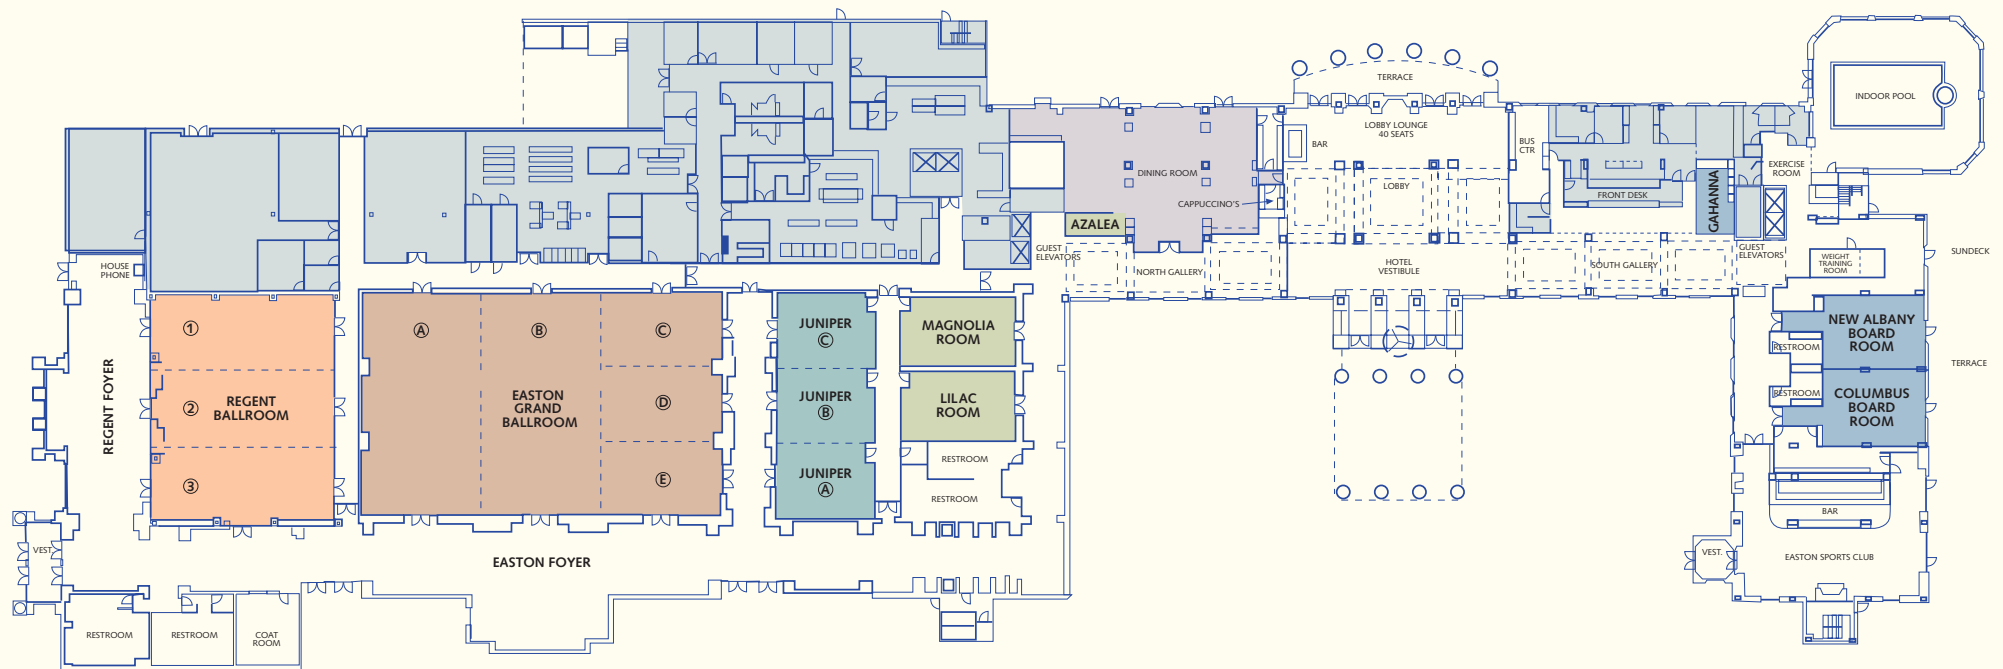 TERRACE
INDOOR POOL
LOBBY LOUNGE
40 SEATS
BAR
BUS
CTR
EXERCISE
ROOM
DINING ROOM
LOBBY
CAPPUCCINO'S
FRONT DESK
GAHANNA
AZALEA
GUEST
ELEVATORS
NORTH GALLERY
HOTEL
VESTIBULE
SOUTH GALLERY
GUEST
ELEVATORS
WEIGHT
TRAINING
ROOM
SUNDECK
HOUSE
PHONE
REGENT FOYER
1
2
3
REGENT
BALLROOM
A
B
C
D
E
EASTON
GRAND
BALLROOM
JUNIPER
C
JUNIPER
B
JUNIPER
A
MAGNOLIA
ROOM
LILAC
ROOM
RESTROOM
RESTROOM
NEW ALBANY
BOARD
ROOM
RESTROOM
TERRACE
RESTROOM
COLUMBUS
BOARD
ROOM
BAR
VEST.
EASTON SPORTS CLUB
VEST.
EASTON FOYER
RESTROOM
RESTROOM
COAT
ROOM